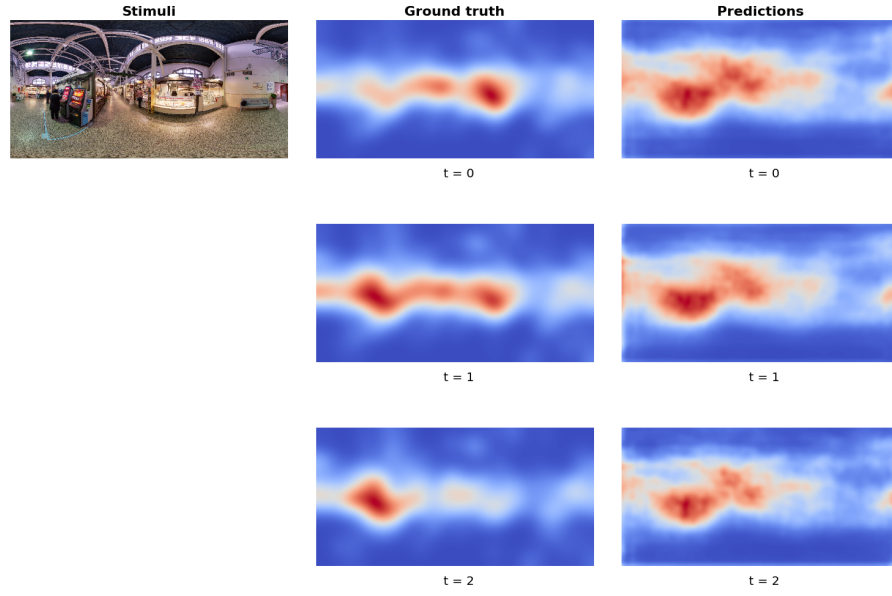 Stimuli
Ground truth
Predictions
t = 0
t = 0
t = 1
t = 1
t = 2
t = 2